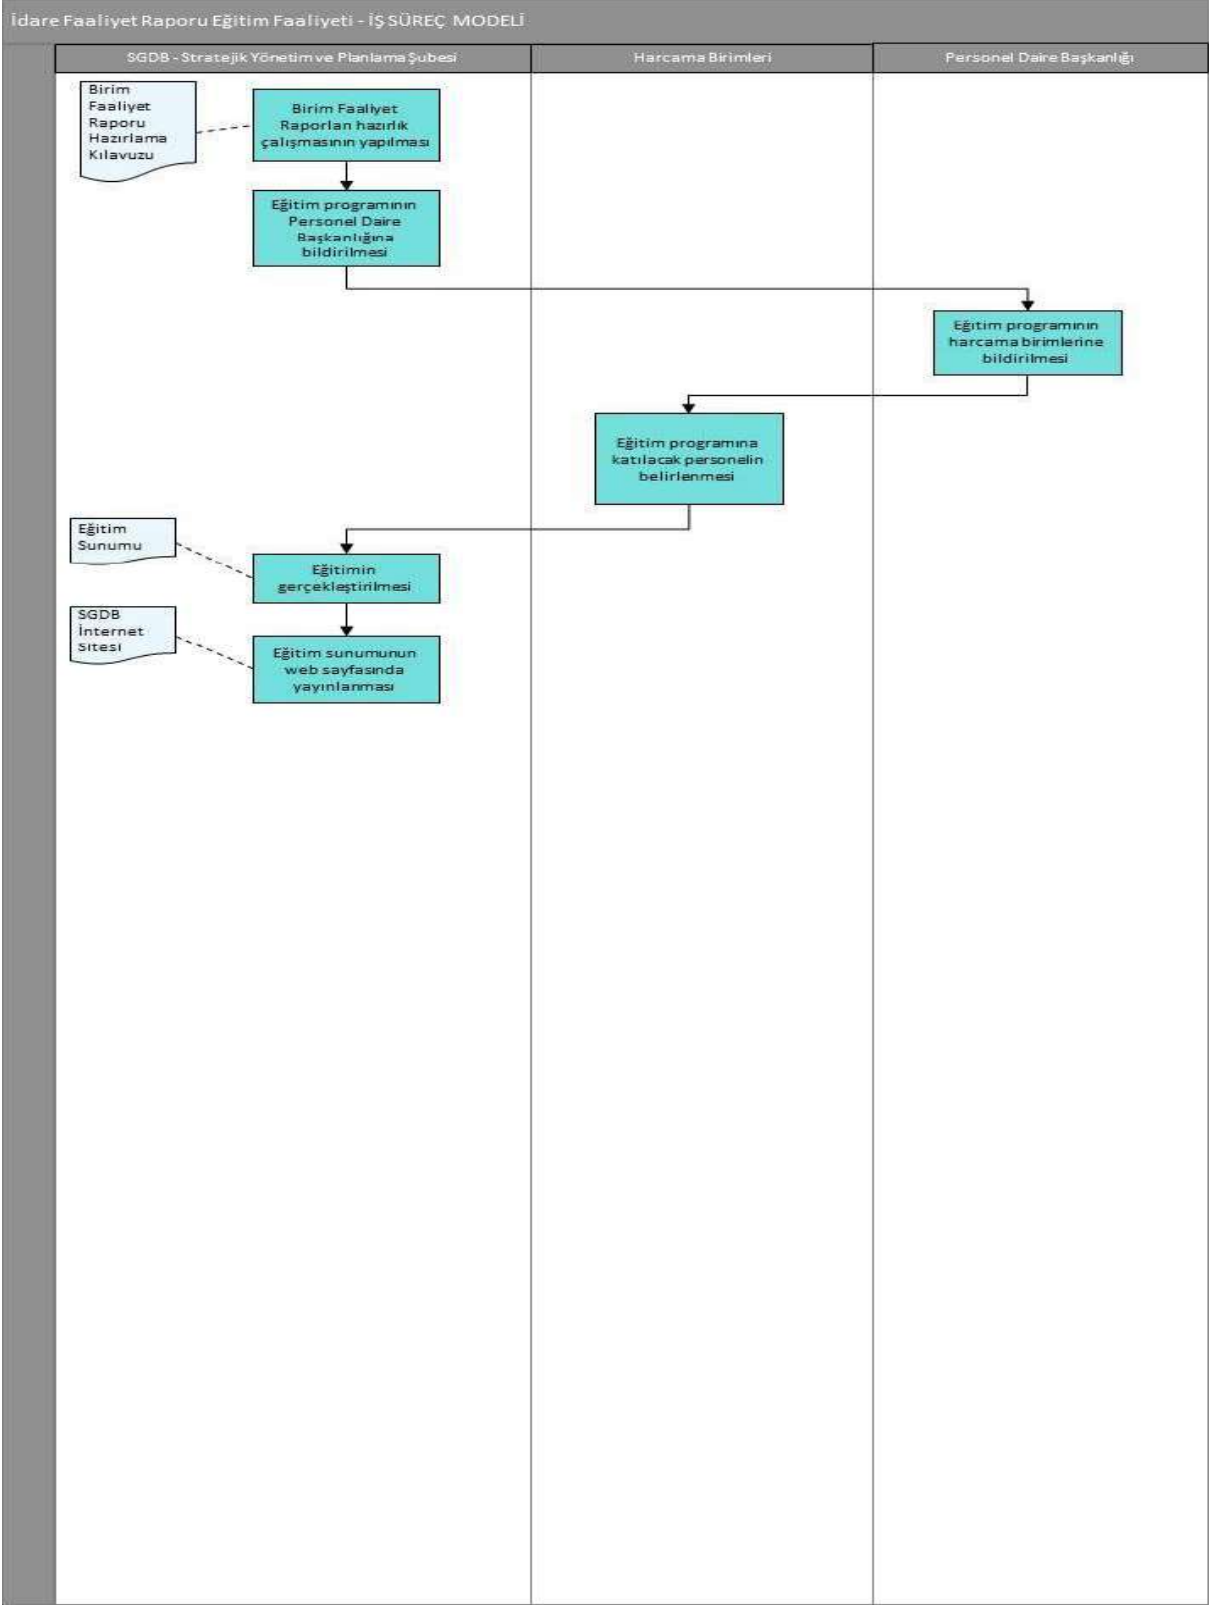 İdare Faaliyet Raporu Eğitim Faaliyeti - İŞ SÜREÇ MODELİ
SGDB - Stratejik Yönetim ve Planlama Şubesi
Harcama Birimleri
Personel Daire Başkanlığı
Birim
Faaliyet
Raporu
Hazırlama
Kılavuzu
Birim Faaliyet
Raporları hazırlık
çalışmasının yapılması
Eğitim programının
Personel Daire
Başkanlığına
bildirilmesi
Eğitim programının
harcama birimlerine
bildirilmesi
Eğitim programına
katılacak personelin
belirlenmesi
Eğitim
Sunumu
Eğitimin
gerçekleştirilmesi
SGDB
İnternet
Sitesi
Eğitim sunumunun
web sayfasında
yayınlanması